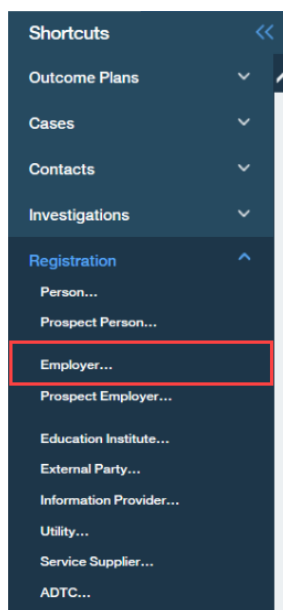 Shortcuts
Outcome Plans
Cases
Contacts
Investigations
Registration
Person...
Prospect Person...
Employer...
Prospect Employer...
Education Institute...
External Party...
Information Provider...
Utility...
Service Supplier...
ADTC...